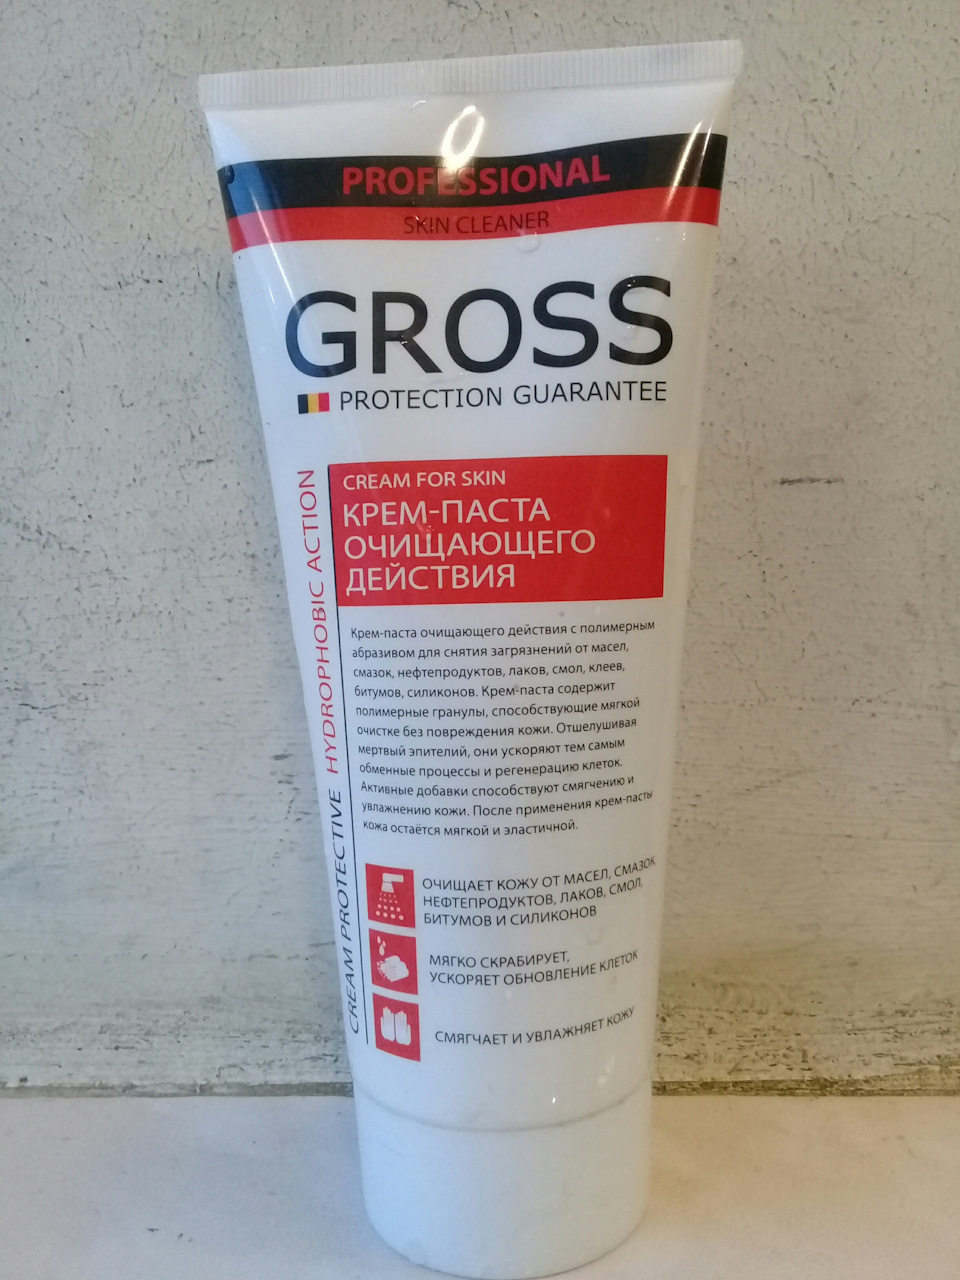 PROFESSIONAL
SKIN CLEANER
GROSS
PROTECTION GUARANTEE
CREAM FOR SKIN
КРЕМ-ПАСТА
ОЧИЩАЮЩЕГО
ДЕЙСТВИЯ
CREAM PROTECTIVE HYDROPHOBIC ACTION
Крем-паста очищающего действия с полимерным
абразивом для снятия загрязнений от масел,
смазок, нефтепродуктов, лаков, смол, клеев,
битумов, силиконов. Крем-паста содержит
полимерные гранулы, способствующие мягкой
очистке без повреждения кожи. Отшелушивая
мертвый эпителий, они ускоряют тем самым
обменные процессы и регенерацию клеток.
Активные добавки способствуют смягчению и
увлажнению кожи. После применения крем-пасты
кожа остаётся мягкой и эластичной.
ОЧИЩАЕТ КОЖУ ОТ МАСЕЛ, СМАЗОК,
НЕФТЕПРОДУКТОВ, ЛАКОВ, СМОЛ,
БИТУМОВ И СИЛИКОНОВ
МЯГКО СКРАБИРУЕТ,
УСКОРЯЕТ ОБНОВЛЕНИЕ КЛЕТОК
СМЯГЧАЕТ И УВЛАЖНЯЕТ КОЖУ